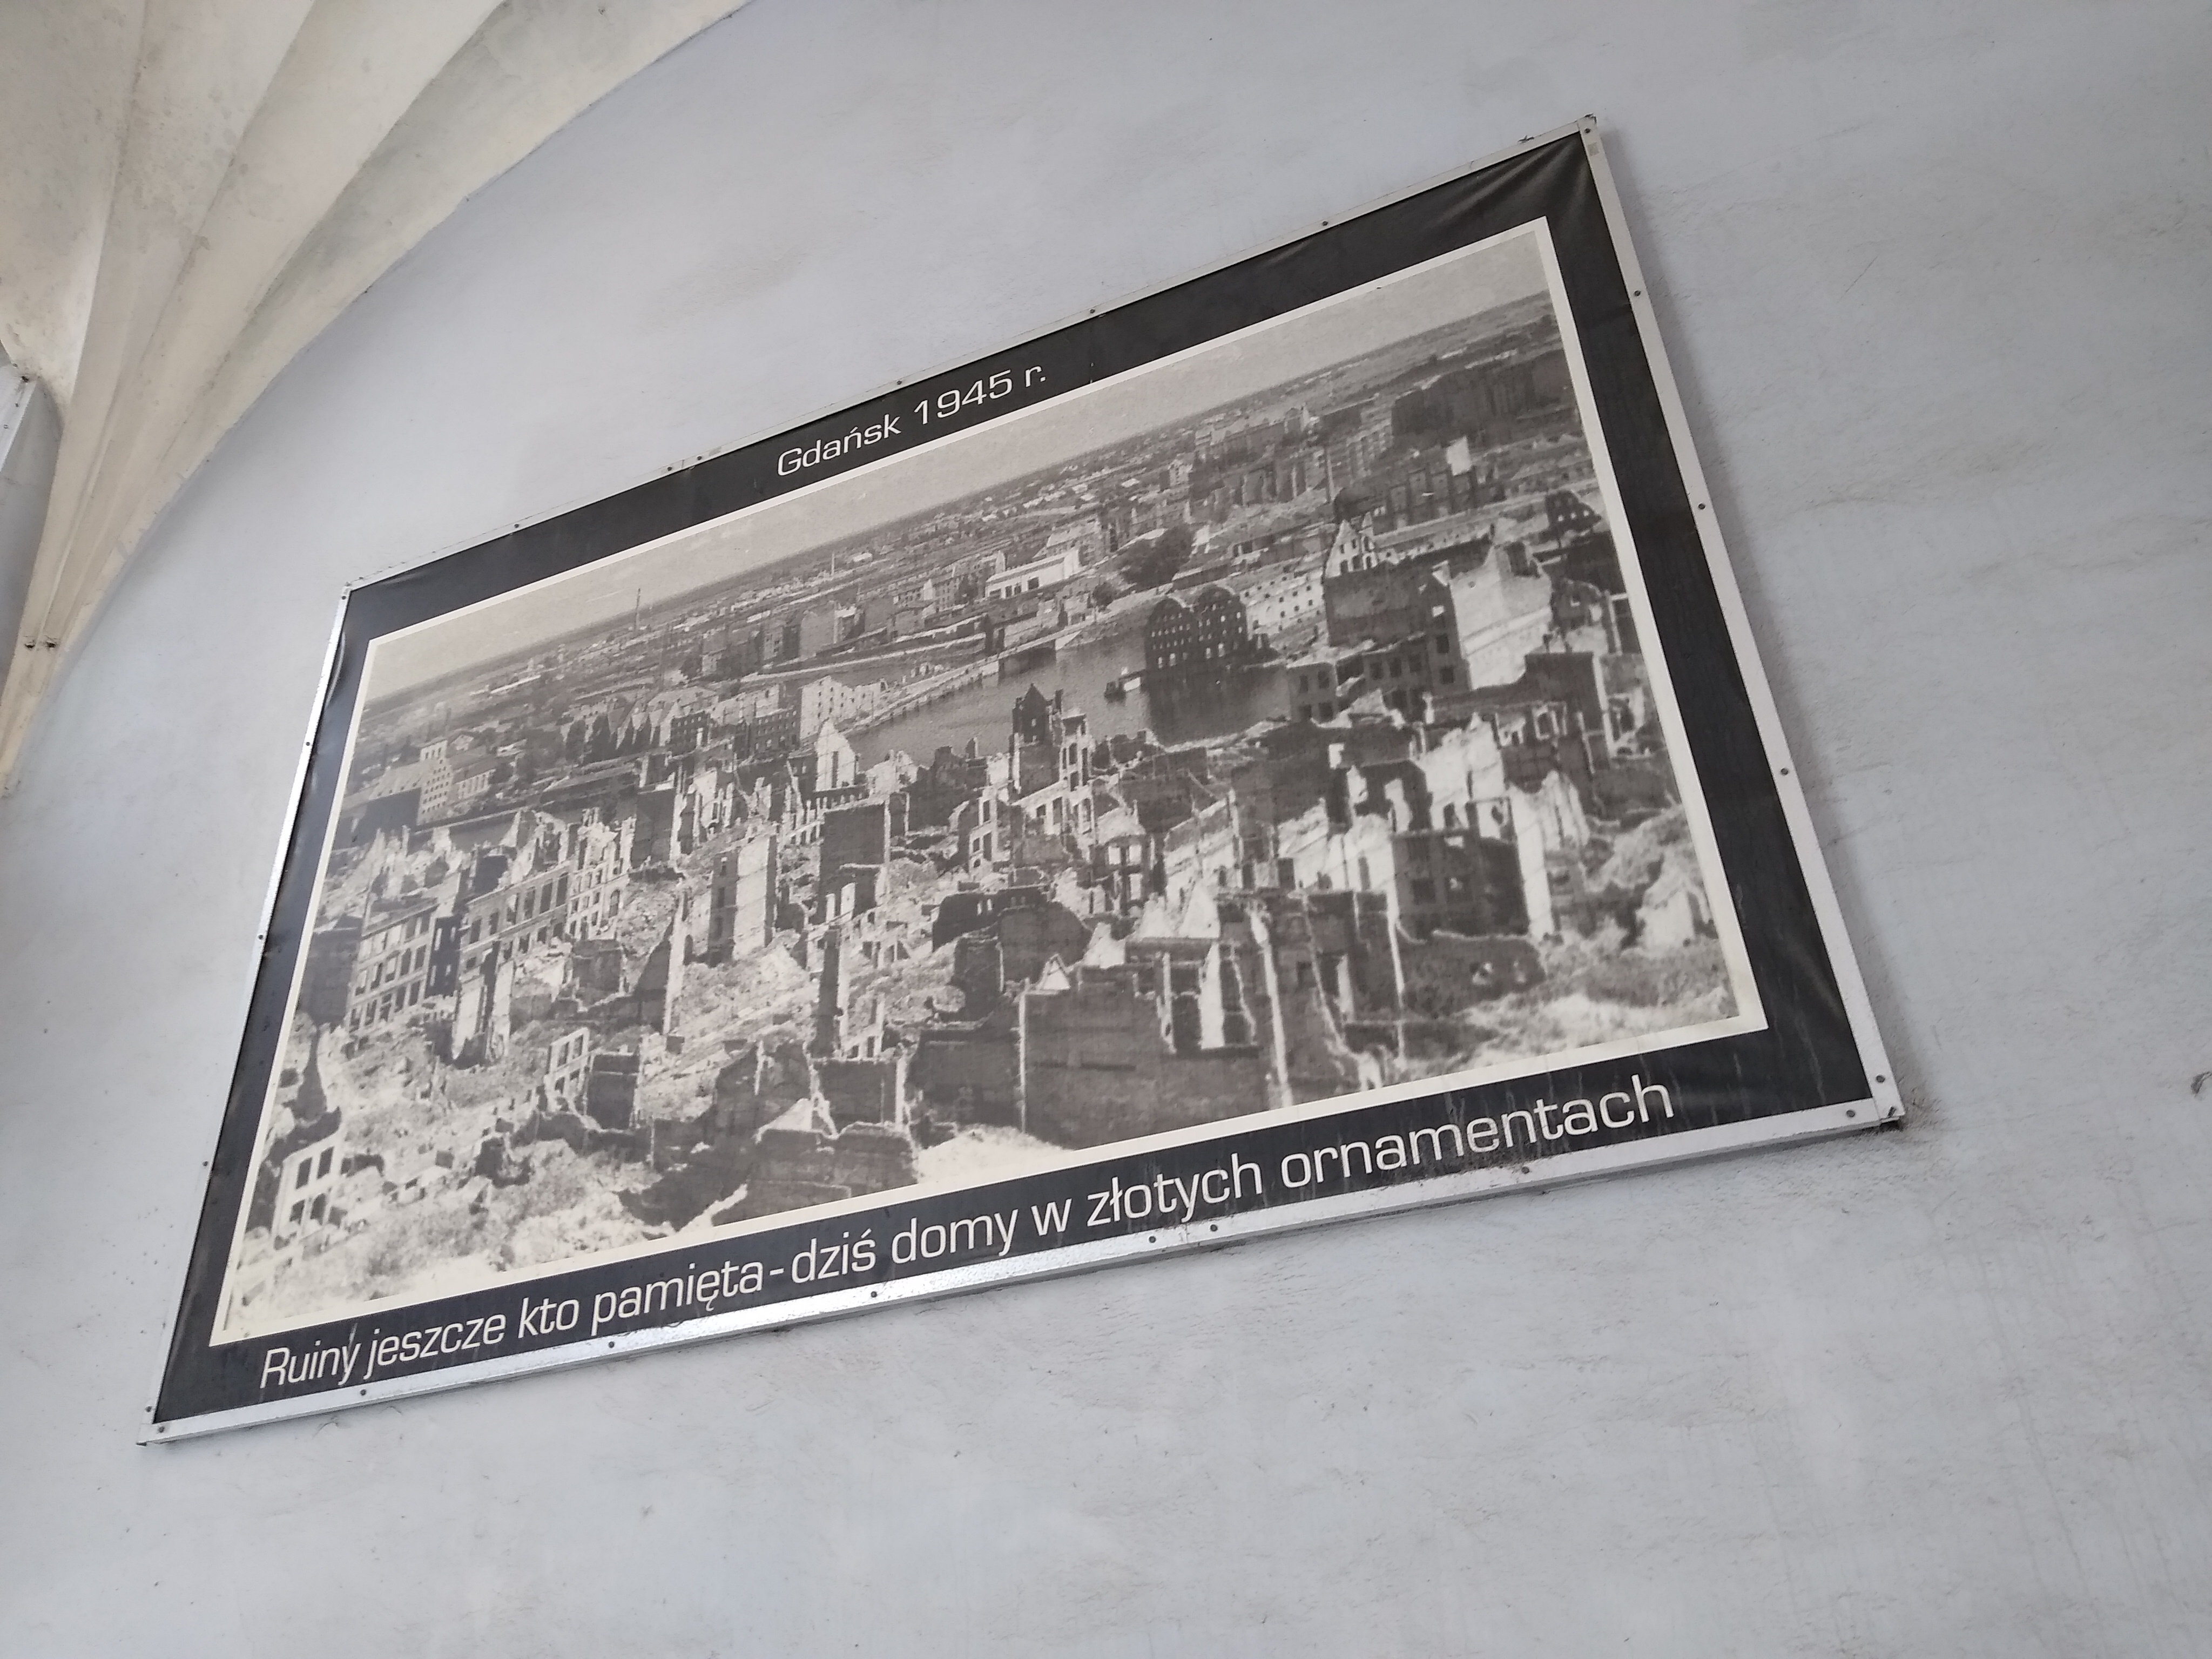 Gdańsk 1945 r.
Ruiny jeszcze kto pamięta-dziś domy w złotych ornamentach